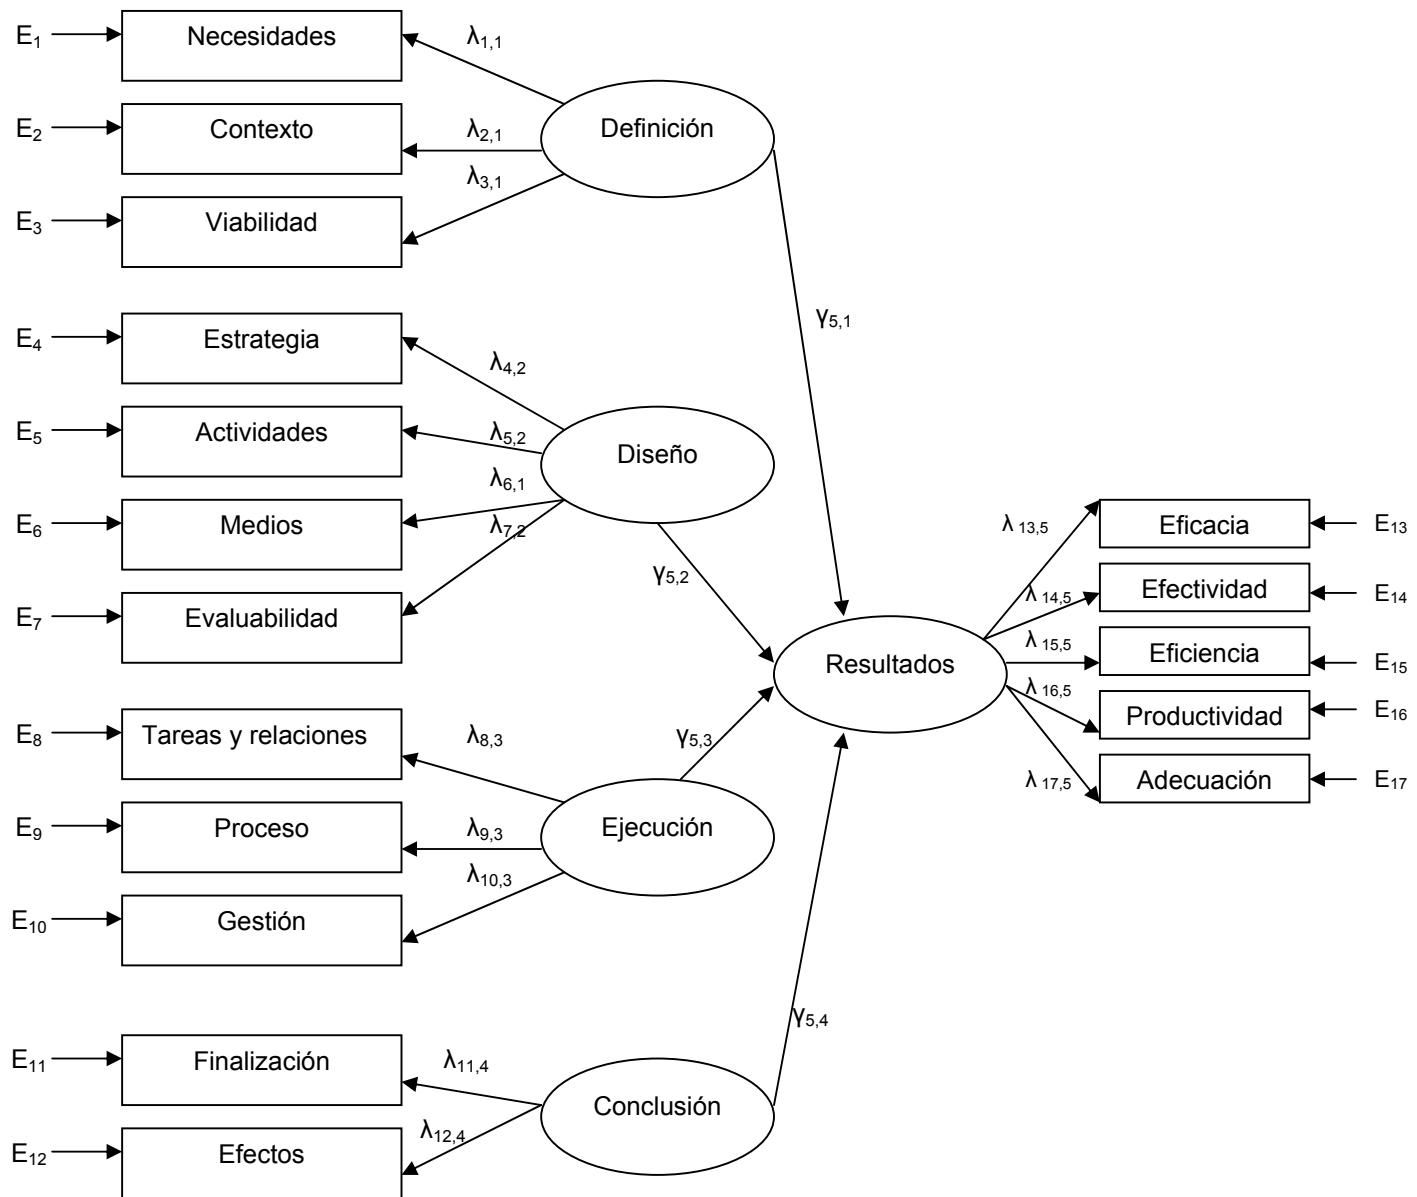 E1 Necesidades λ1,1
E2 Contexto λ2,1 Definición
E3 Viabilidad λ3,1
γ5,1
E4 Estrategia λ4,2
E5 Actividades λ5,2 Diseño
E6 Medios λ6,1
E7 Evaluabilidad λ7,2
γ5,2
Resultados
λ 13,5 Eficacia E13
λ 14,5 Efectividad E14
λ 15,5 Eficiencia E15
λ 16,5 Productividad E16
λ 17,5 Adecuación E17
E8 Tareas y relaciones λ8,3 γ5,3
E9 Proceso λ9,3 Ejecución
E10 Gestión λ10,3
γ5,4
E11 Finalización λ11,4
Conclusión
E12 Efectos λ12,4